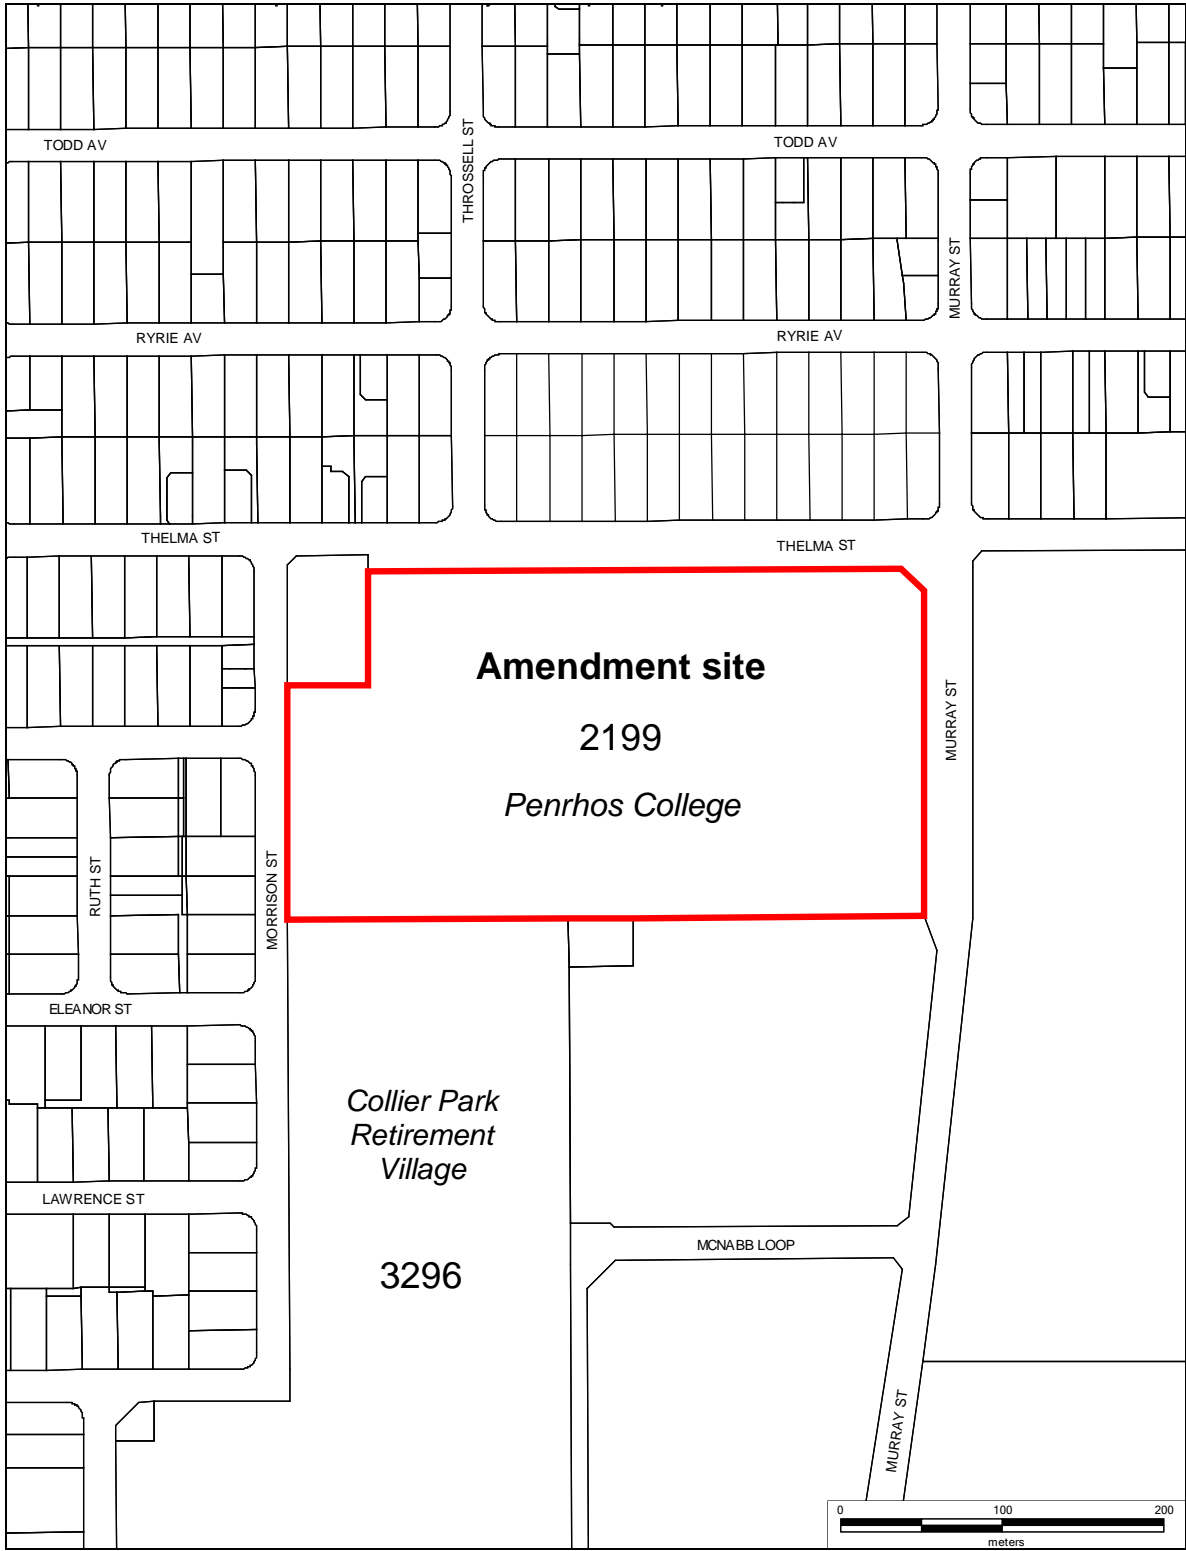 TODD AV
TODD AV
THROSSELL ST
MURRAY ST
RYRIE AV
RYRIE AV
THELMA ST
THELMA ST
Amendment site
2199
Penrhos College
MURRAY ST
RUTH ST
MORRISON ST
ELEANOR ST
Collier Park
Retirement
Village
LAWRENCE ST
MCNABB LOOP
3296
MURRAY ST
0 100 200
meters